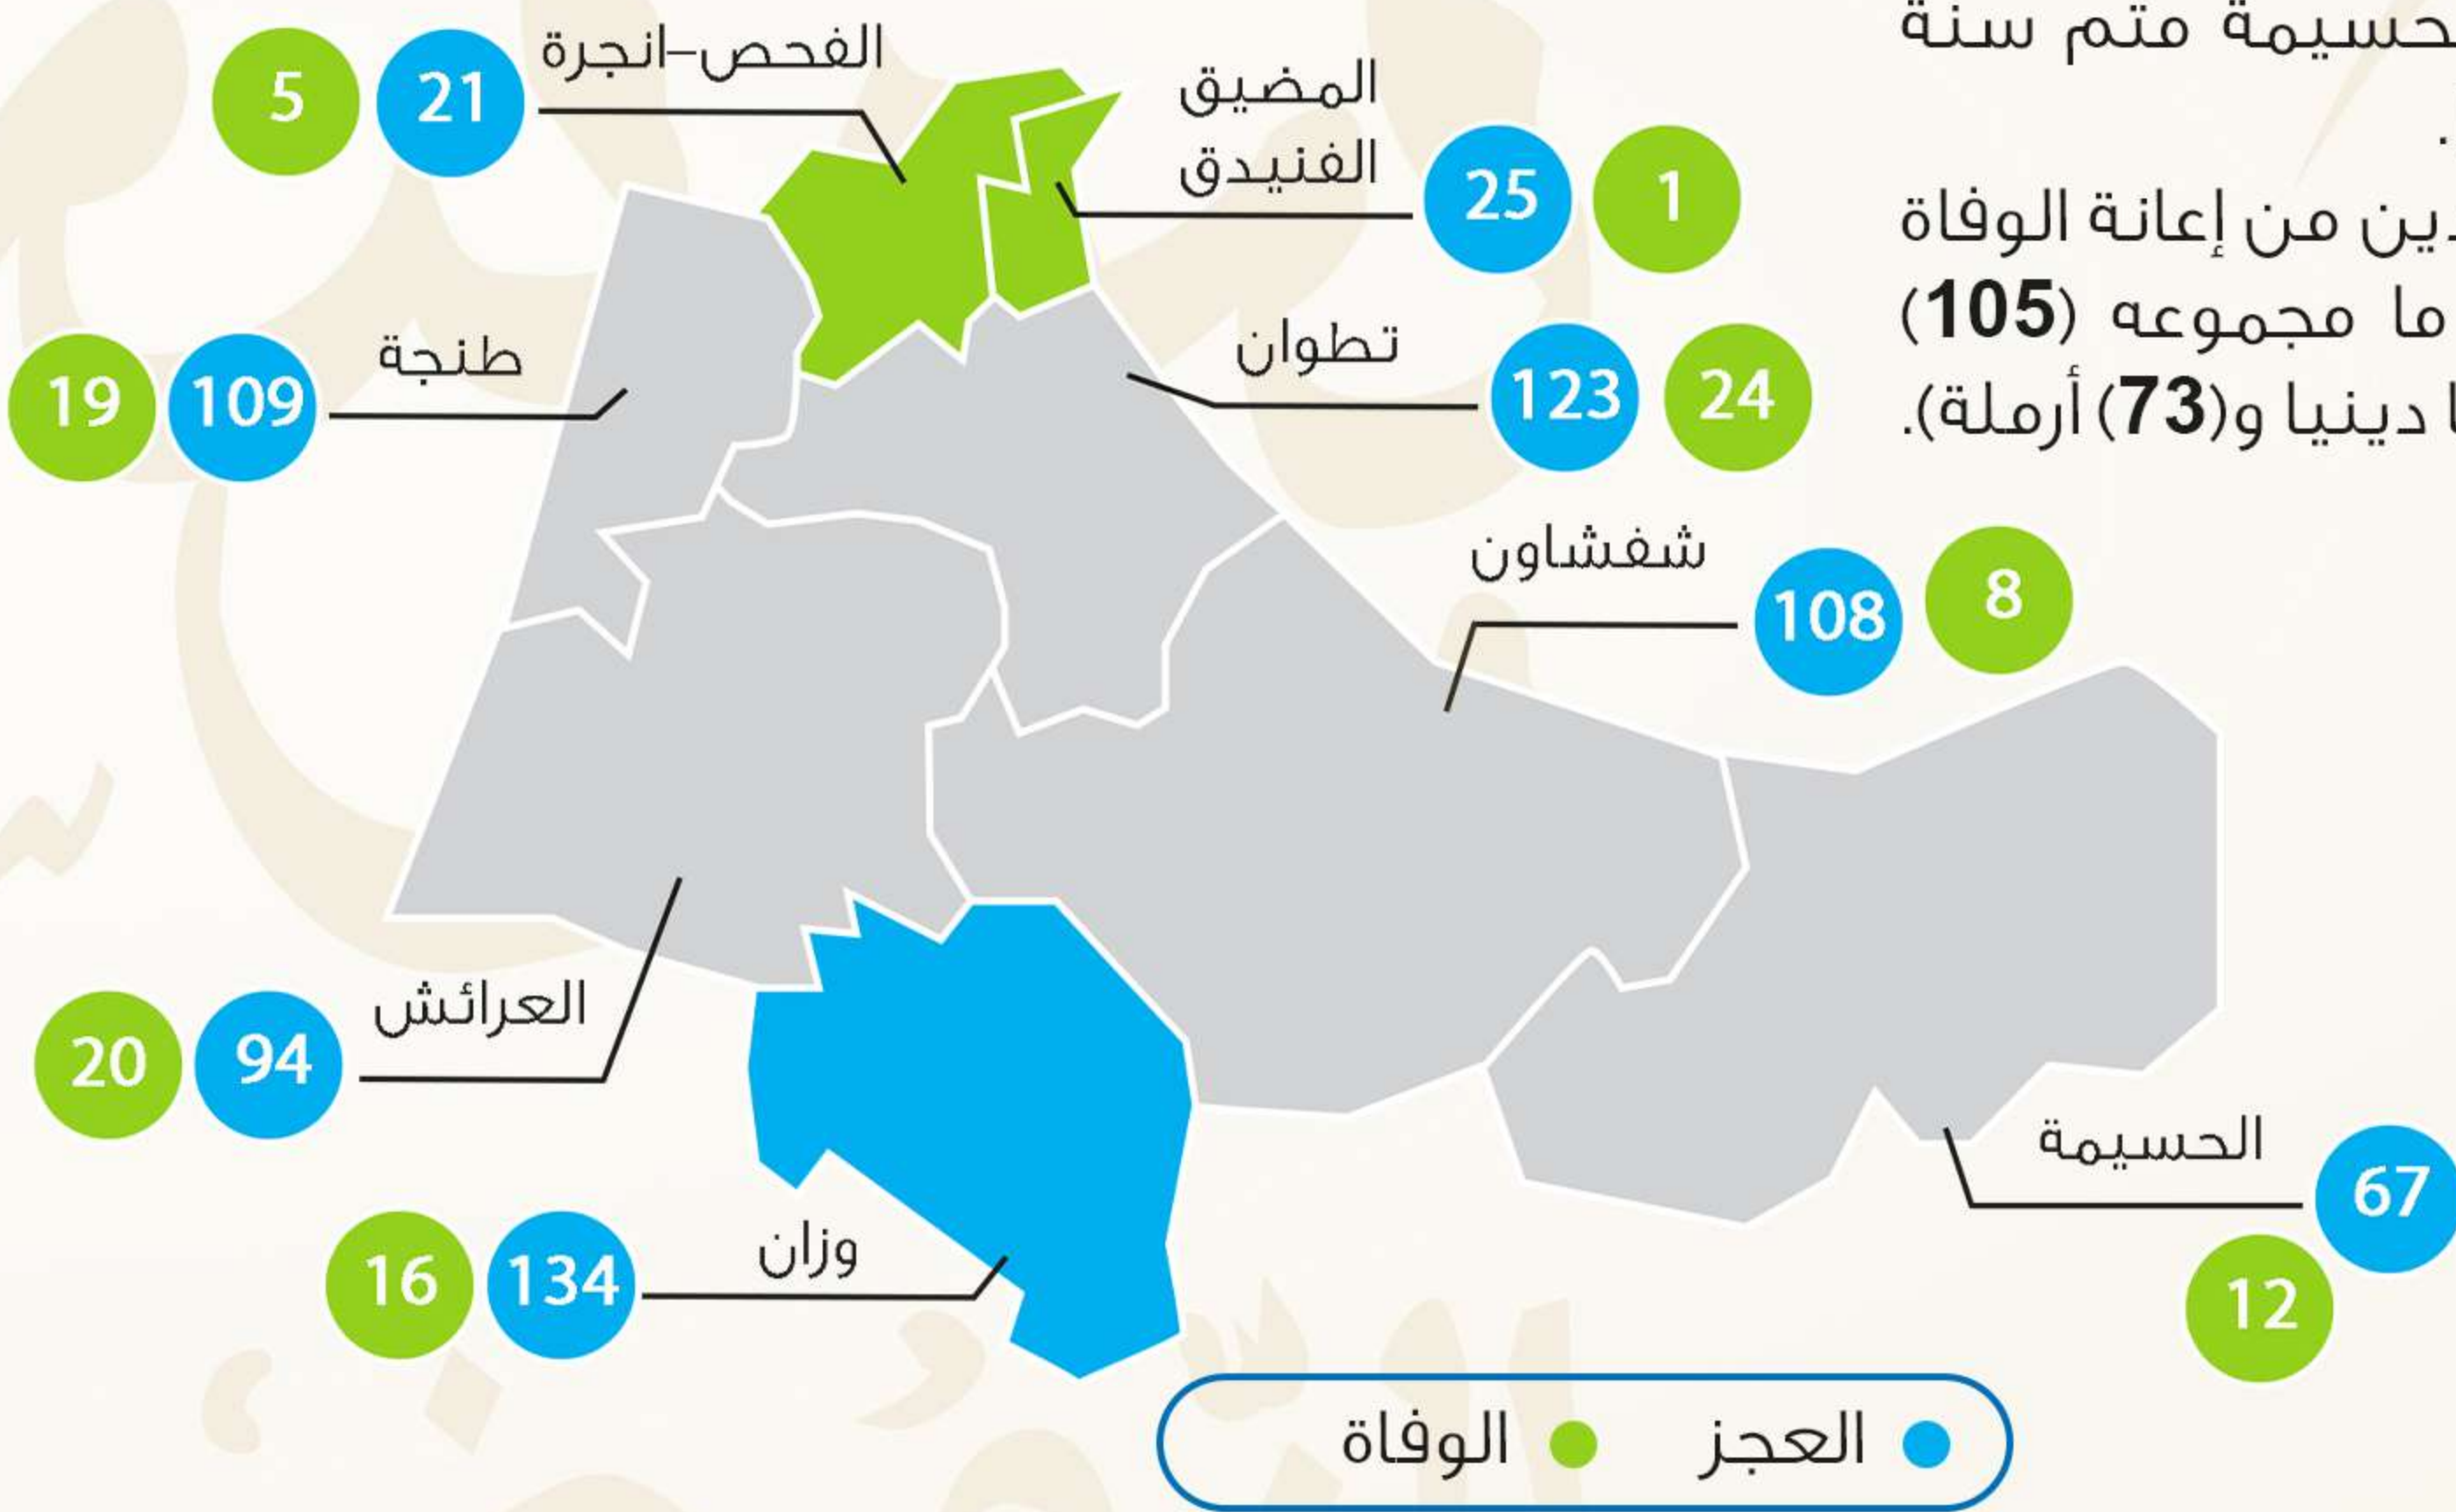 الحسيمة متم سنة
.
من إعانة الوفاة
ما مجموعه (105)
دينيا و(73) أرملة).
الفحص-انجرة
21
5
المضيق
الفنيدق
25
1
طنجة
109
19
تطوان
123
24
شفشاون
108
8
العرائش
94
20
وزان
134
16
الحسيمة
67
12
العجز
الوفاة